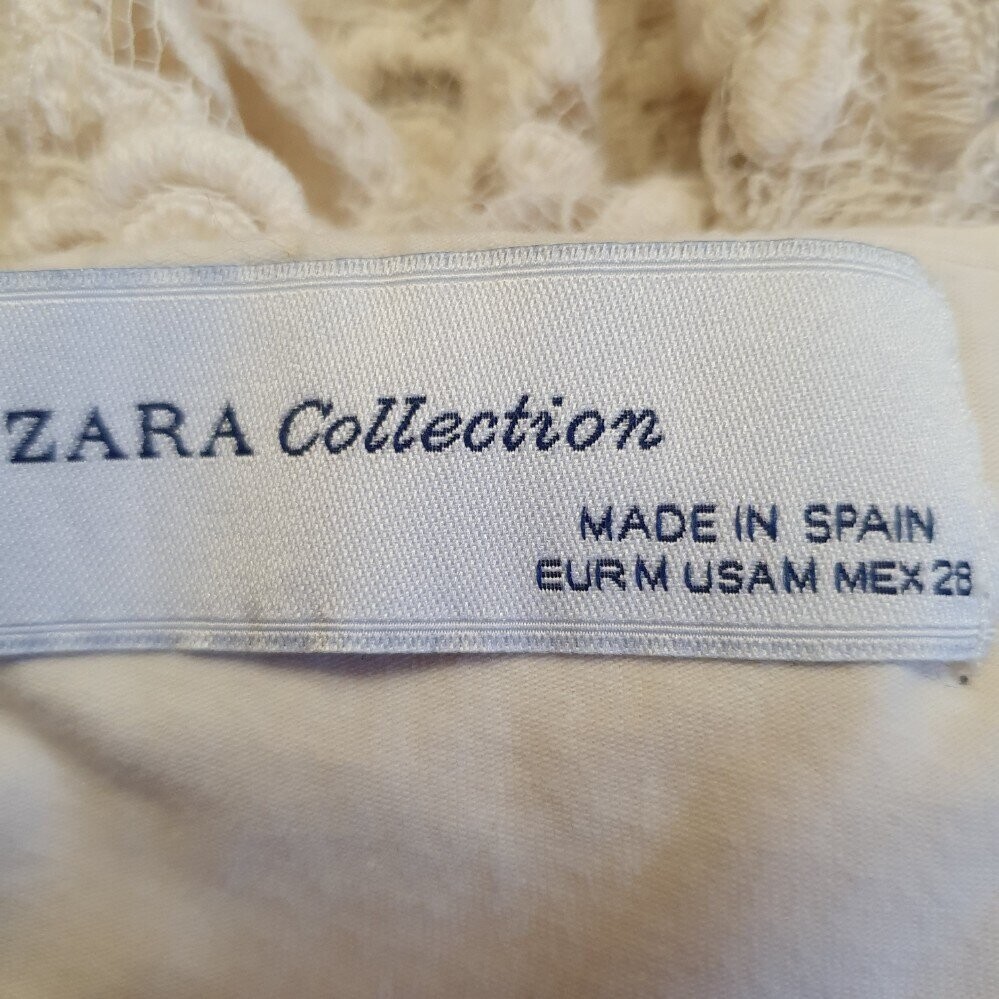 ZARA Collection
MADE IN SPAIN
EUR M USA M MEX 28